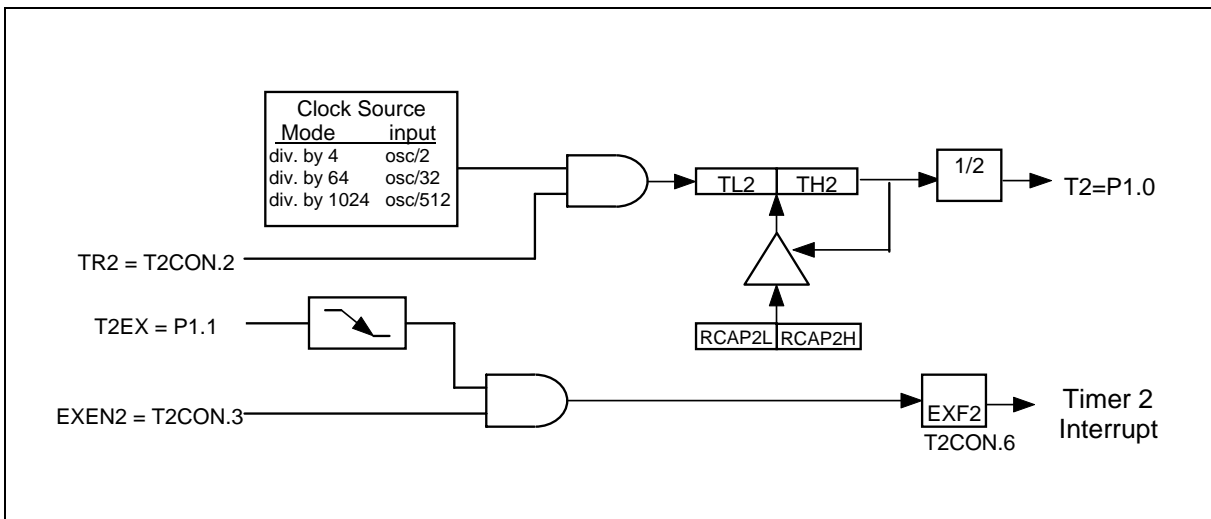 Clock Source
Mode input
div. by 4 osc/2
div. by 64 osc/32
div. by 1024 osc/512
TL2 TH2
1/2
T2=P1.0
TR2 = T2CON.2
T2EX = P1.1
RCAP2L RCAP2H
EXEN2 = T2CON.3
EXF2
T2CON.6
Timer 2
Interrupt